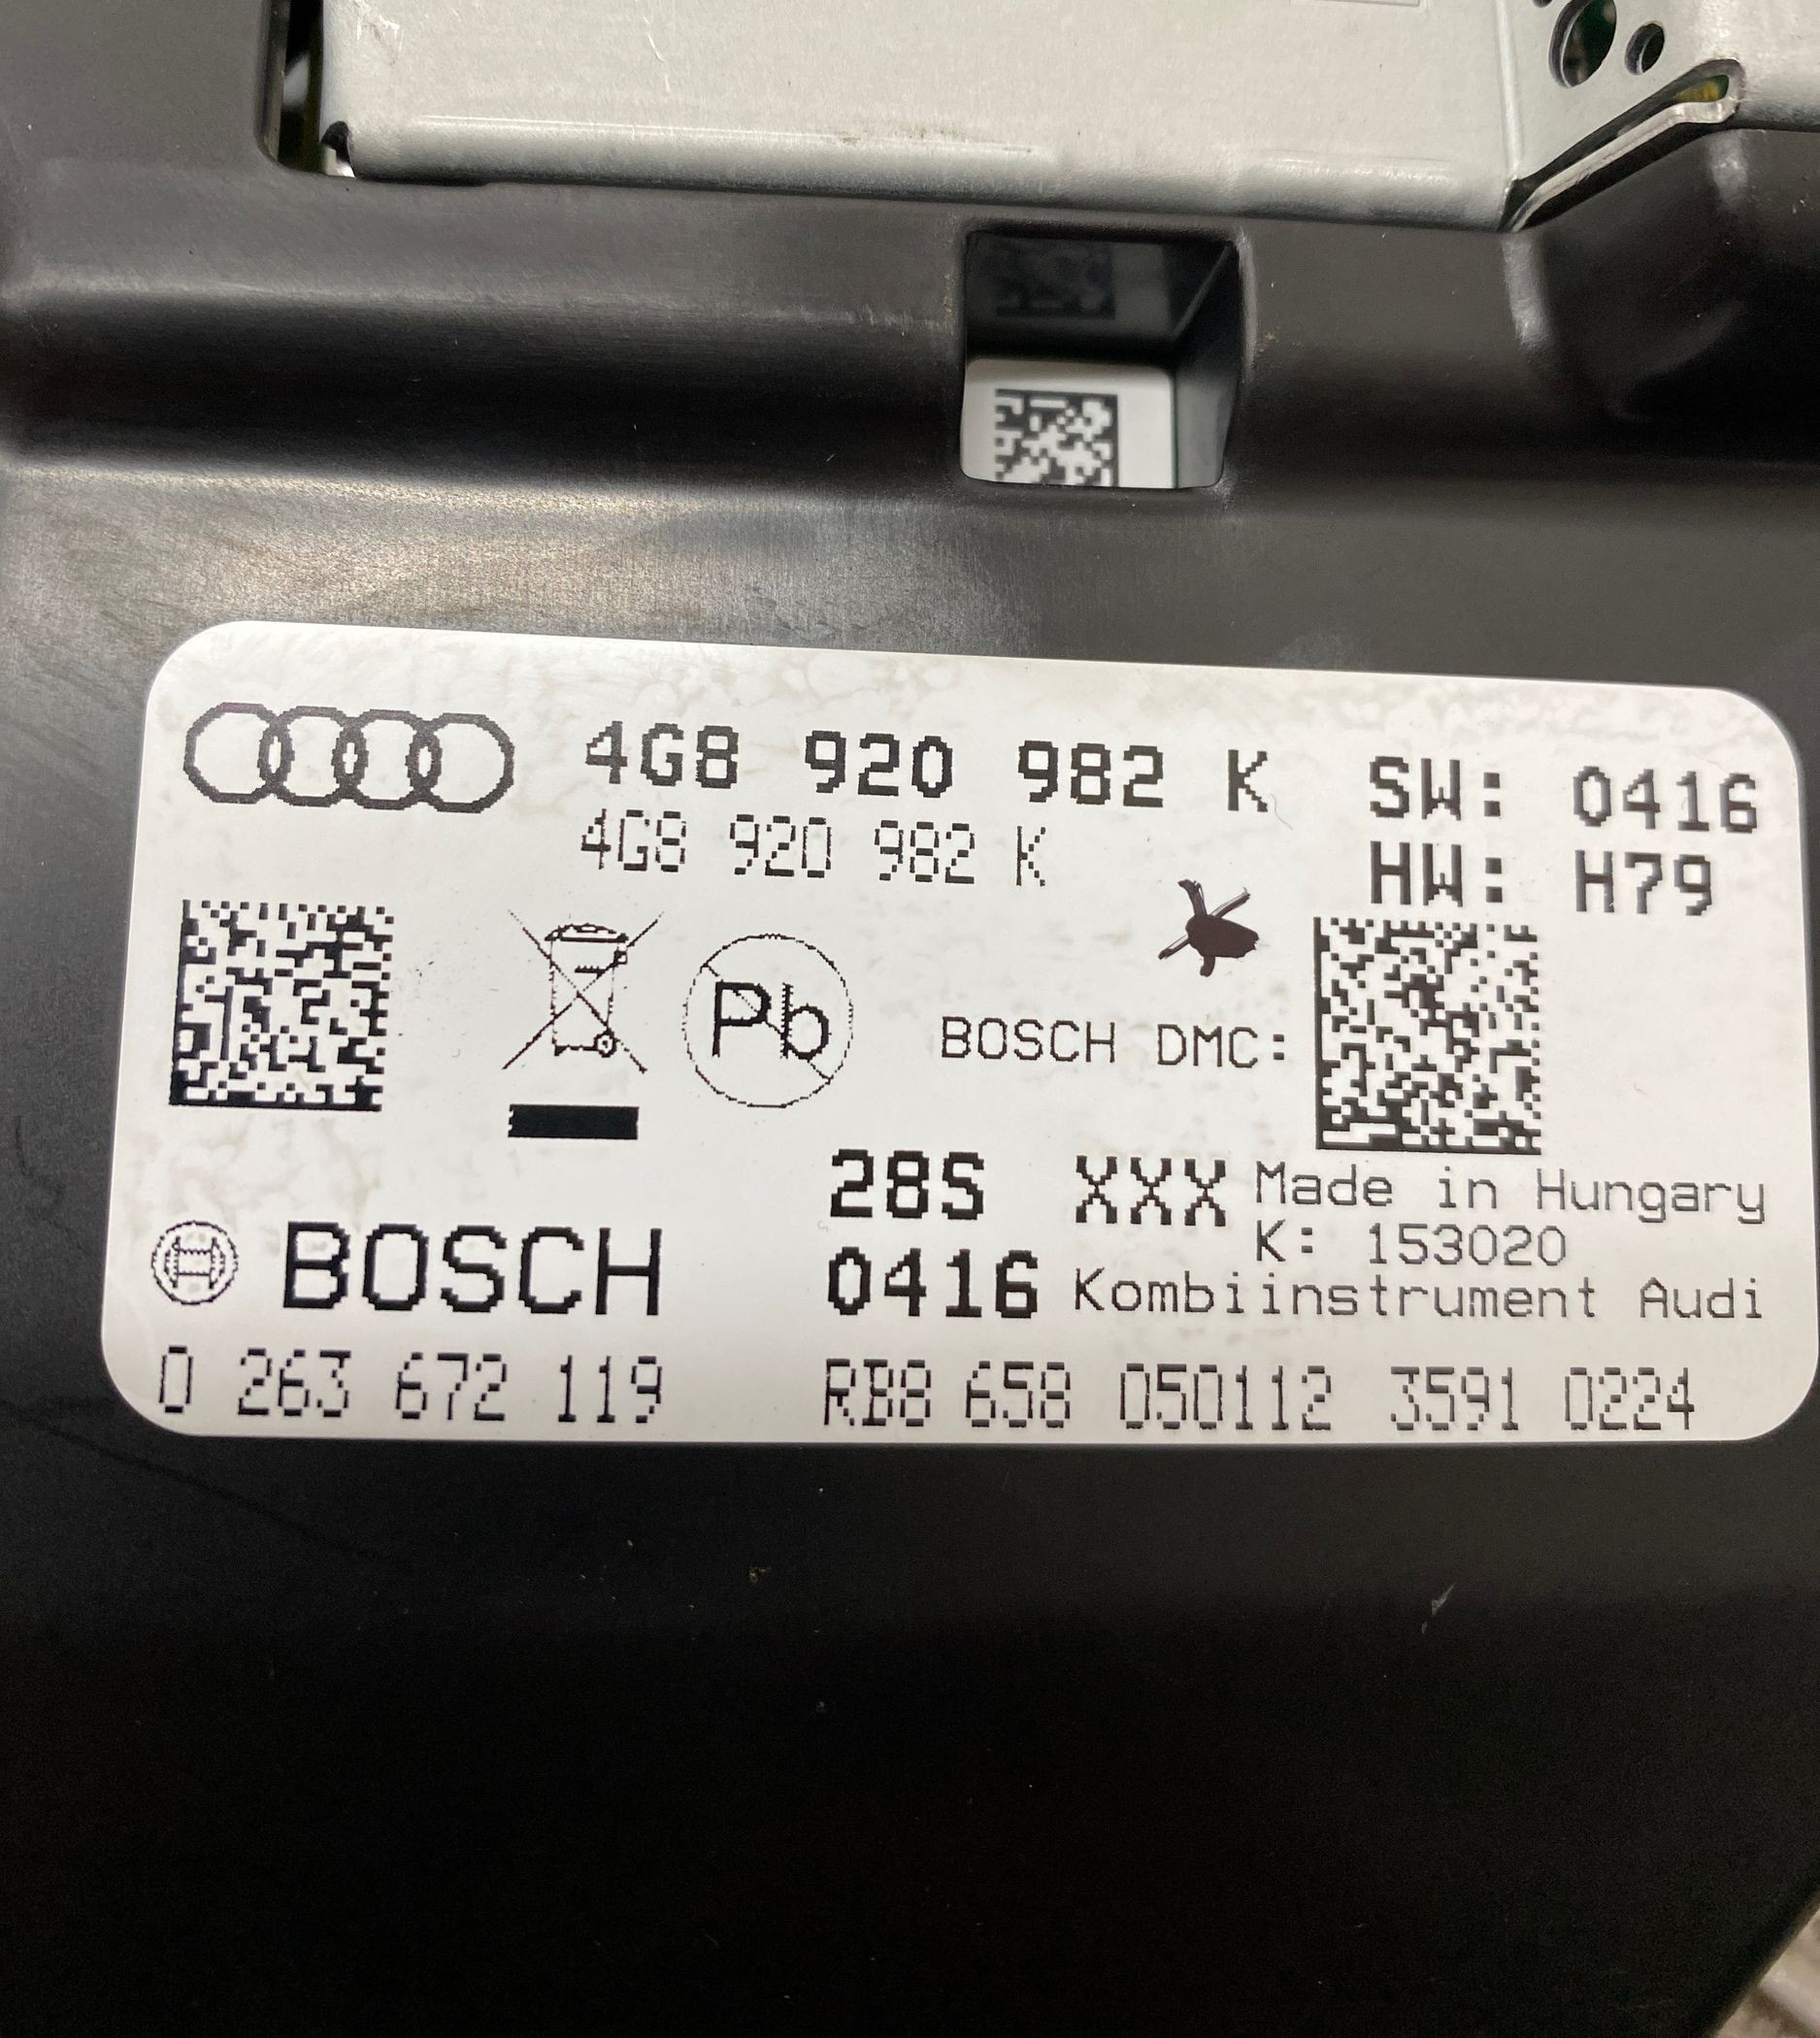 4G8 920 982 K SW: 0416
4G8 920 982 K HW: H79
Pb
BOSCH DMC:
28S XXX Made in Hungary
K: 153020
BOSCH 0416 Kombiinstrument Audi
0 263 672 119 RB8 658 050112 3591 0224